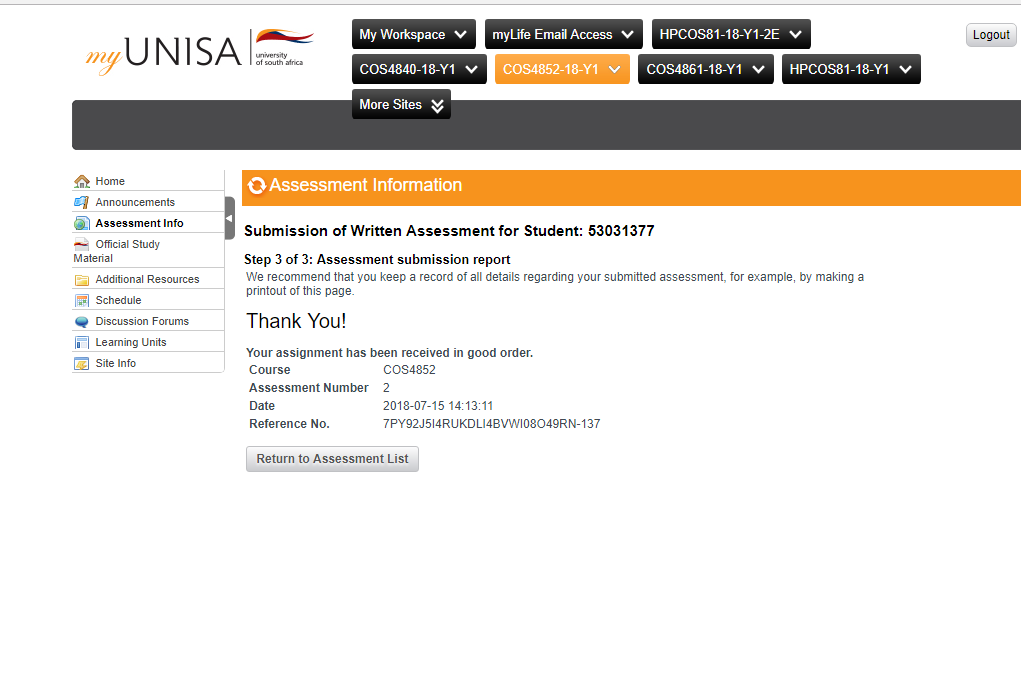 my UNISA university of south africa
My Workspace myLife Email Access HPCOS81-18-Y1-2E Logout
COS4840-18-Y1 COS4852-18-Y1 COS4861-18-Y1 HPCOS81-18-Y1
More Sites
Home
Announcements
Assessment Info
Official Study
Material
Additional Resources
Schedule
Discussion Forums
Learning Units
Site Info
Assessment Information
Submission of Written Assessment for Student: 53031377
Step 3 of 3: Assessment submission report
We recommend that you keep a record of all details regarding your submitted assessment, for example, by making a
printout of this page.
Thank You!
Your assignment has been received in good order.
Course COS4852
Assessment Number 2
Date 2018-07-15 14:13:11
Reference No. 7PY92J5I4RUKDLI4BVWI08O49RN-137
Return to Assessment List